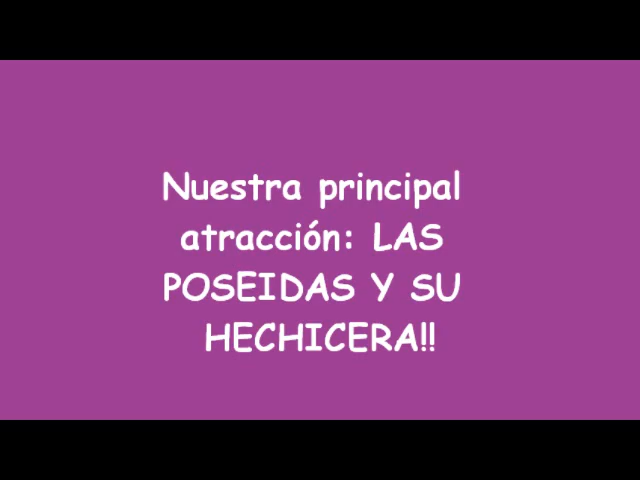 Nuestra principal
atracción: LAS
POSEIDAS Y SU
HECHICERA!!